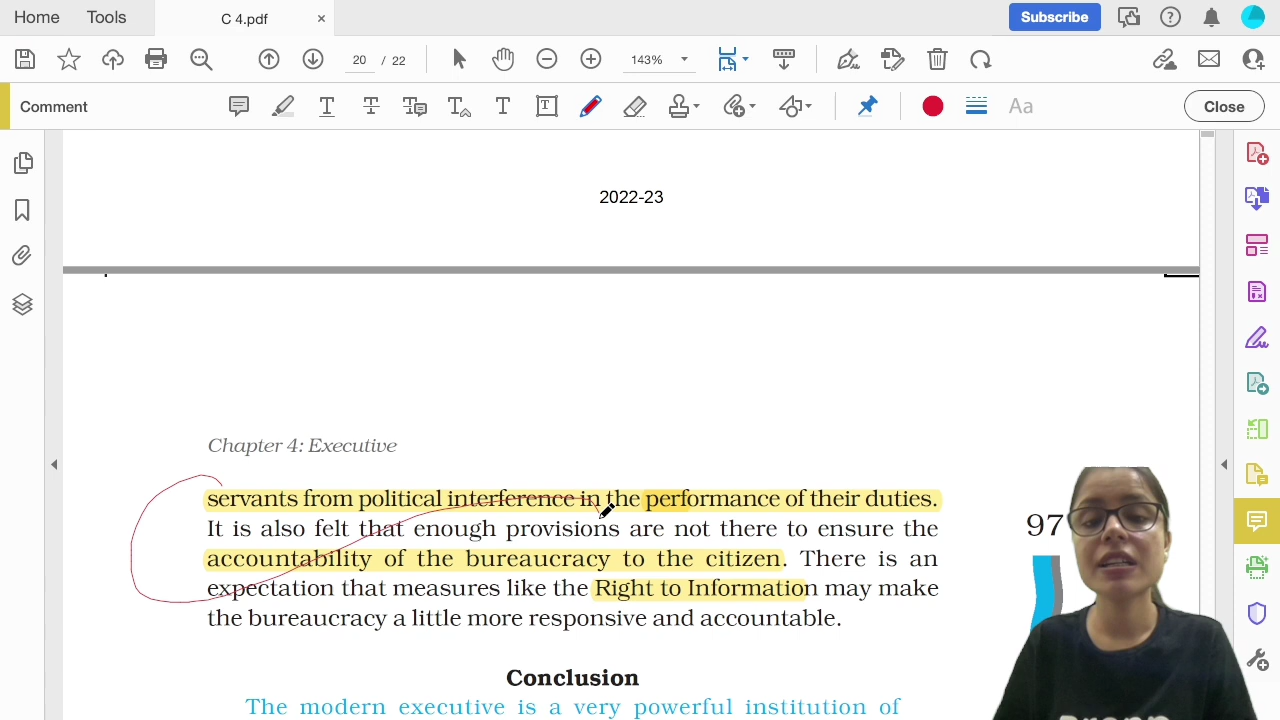 Home Tools C 4.pdf × Subscribe
20 / 22 143%
Comment Aa Close
2022-23
Chapter 4: Executive
servants from political interference in the performance of their duties.
It is also felt that enough provisions are not there to ensure the
accountability of the bureaucracy to the citizen. There is an
expectation that measures like the Right to Information may make
the bureaucracy a little more responsive and accountable.
97
Conclusion
The modern executive is a very powerful institution of